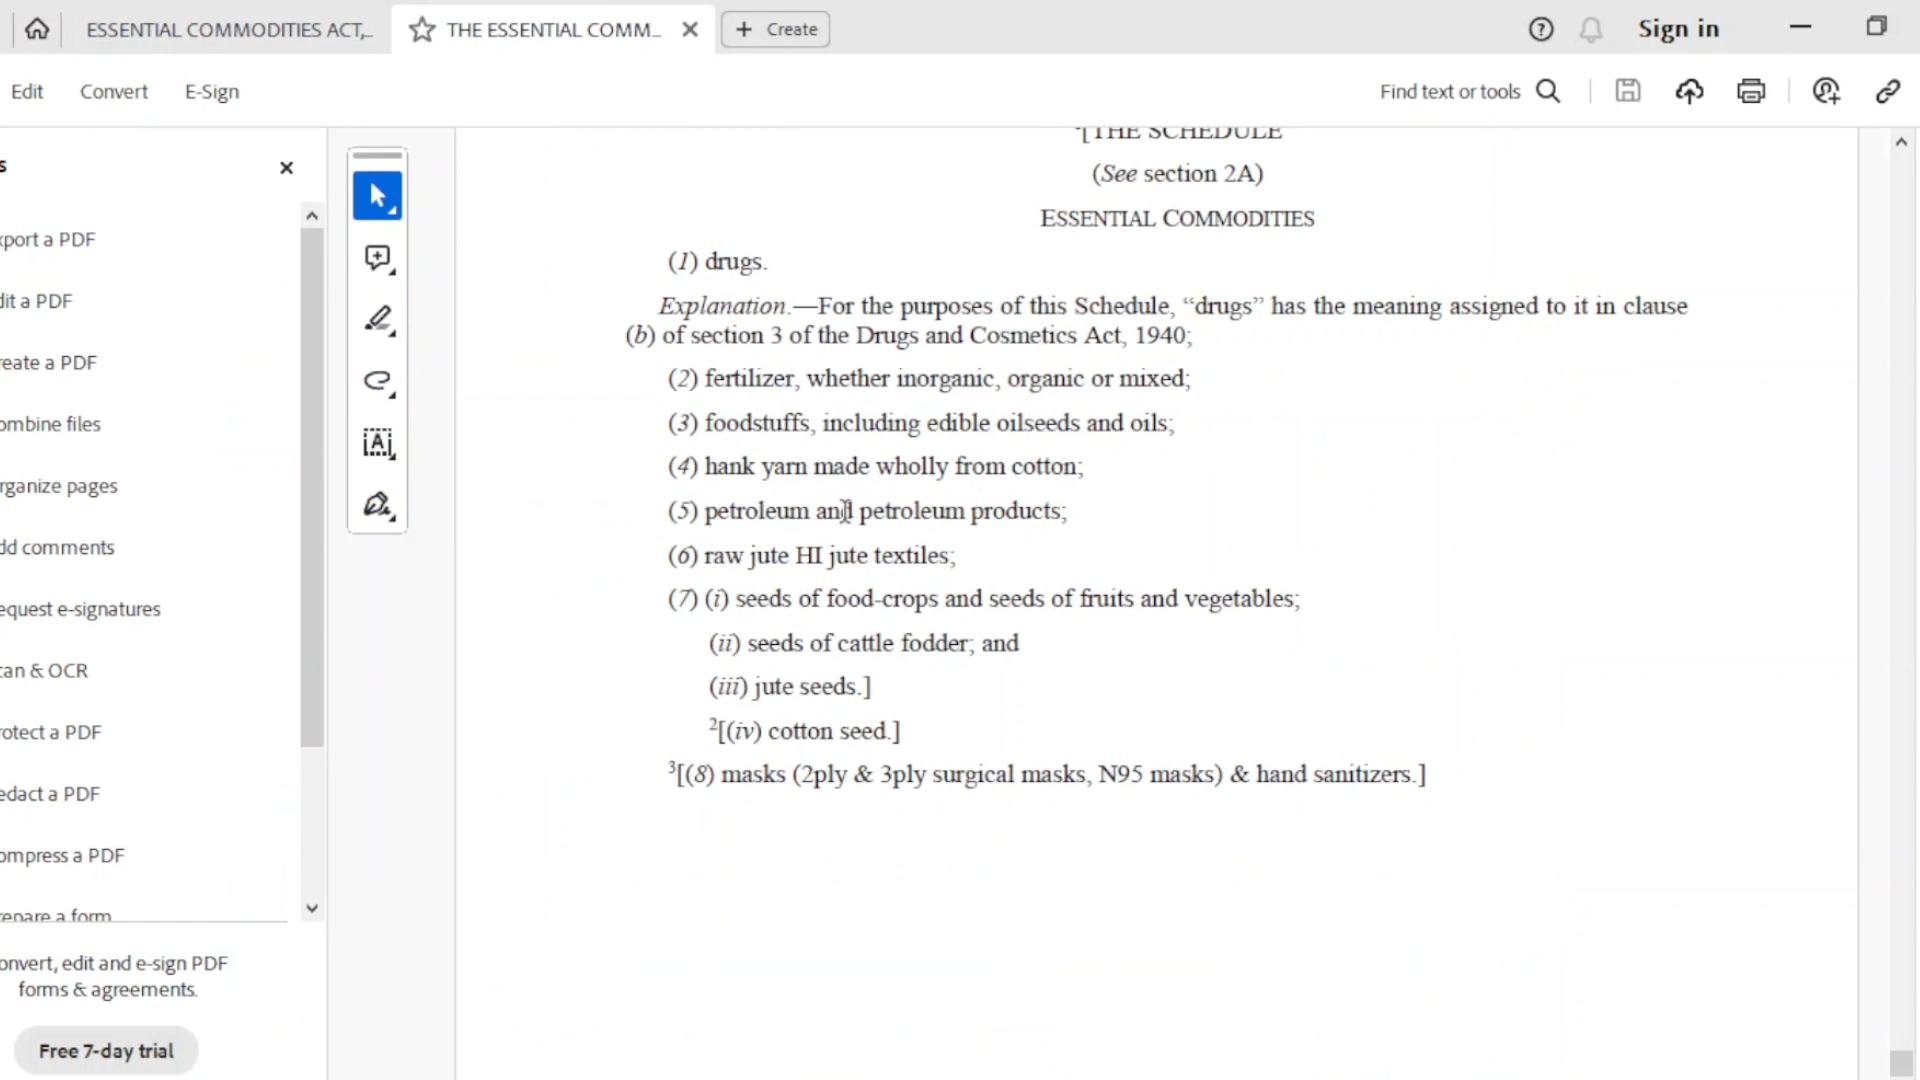 ESSENTIAL COMMODITIES ACT,...
THE ESSENTIAL COMM...
Create
Sign in
Edit
Convert
E-Sign
Find text or tools
s
xport a PDF
dit a PDF
reate a PDF
ombine files
rganize pages
dd comments
equest e-signatures
can & OCR
rotect a PDF
edact a PDF
ompress a PDF
repare a form
onvert, edit and e-sign PDF
forms & agreements.
Free 7-day trial
[THE SCHEDULE
(See section 2A)
ESSENTIAL COMMODITIES
(1) drugs.
Explanation.—For the purposes of this Schedule, “drugs” has the meaning assigned to it in clause
(b) of section 3 of the Drugs and Cosmetics Act, 1940;
(2) fertilizer, whether inorganic, organic or mixed;
(3) foodstuffs, including edible oilseeds and oils;
(4) hank yarn made wholly from cotton;
(5) petroleum and petroleum products;
(6) raw jute HI jute textiles;
(7) (i) seeds of food-crops and seeds of fruits and vegetables;
(ii) seeds of cattle fodder; and
(iii) jute seeds.]
2[(iv) cotton seed.]
3[(8) masks (2ply & 3ply surgical masks, N95 masks) & hand sanitizers.]